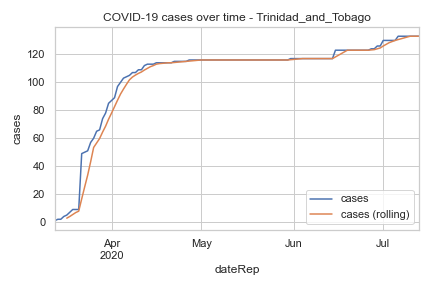 COVID-19 cases over time - Trinidad_and_Tobago
cases
120
100
80
60
40
20
0
Apr
2020
May
Jun
Jul
dateRep
cases
cases (rolling)